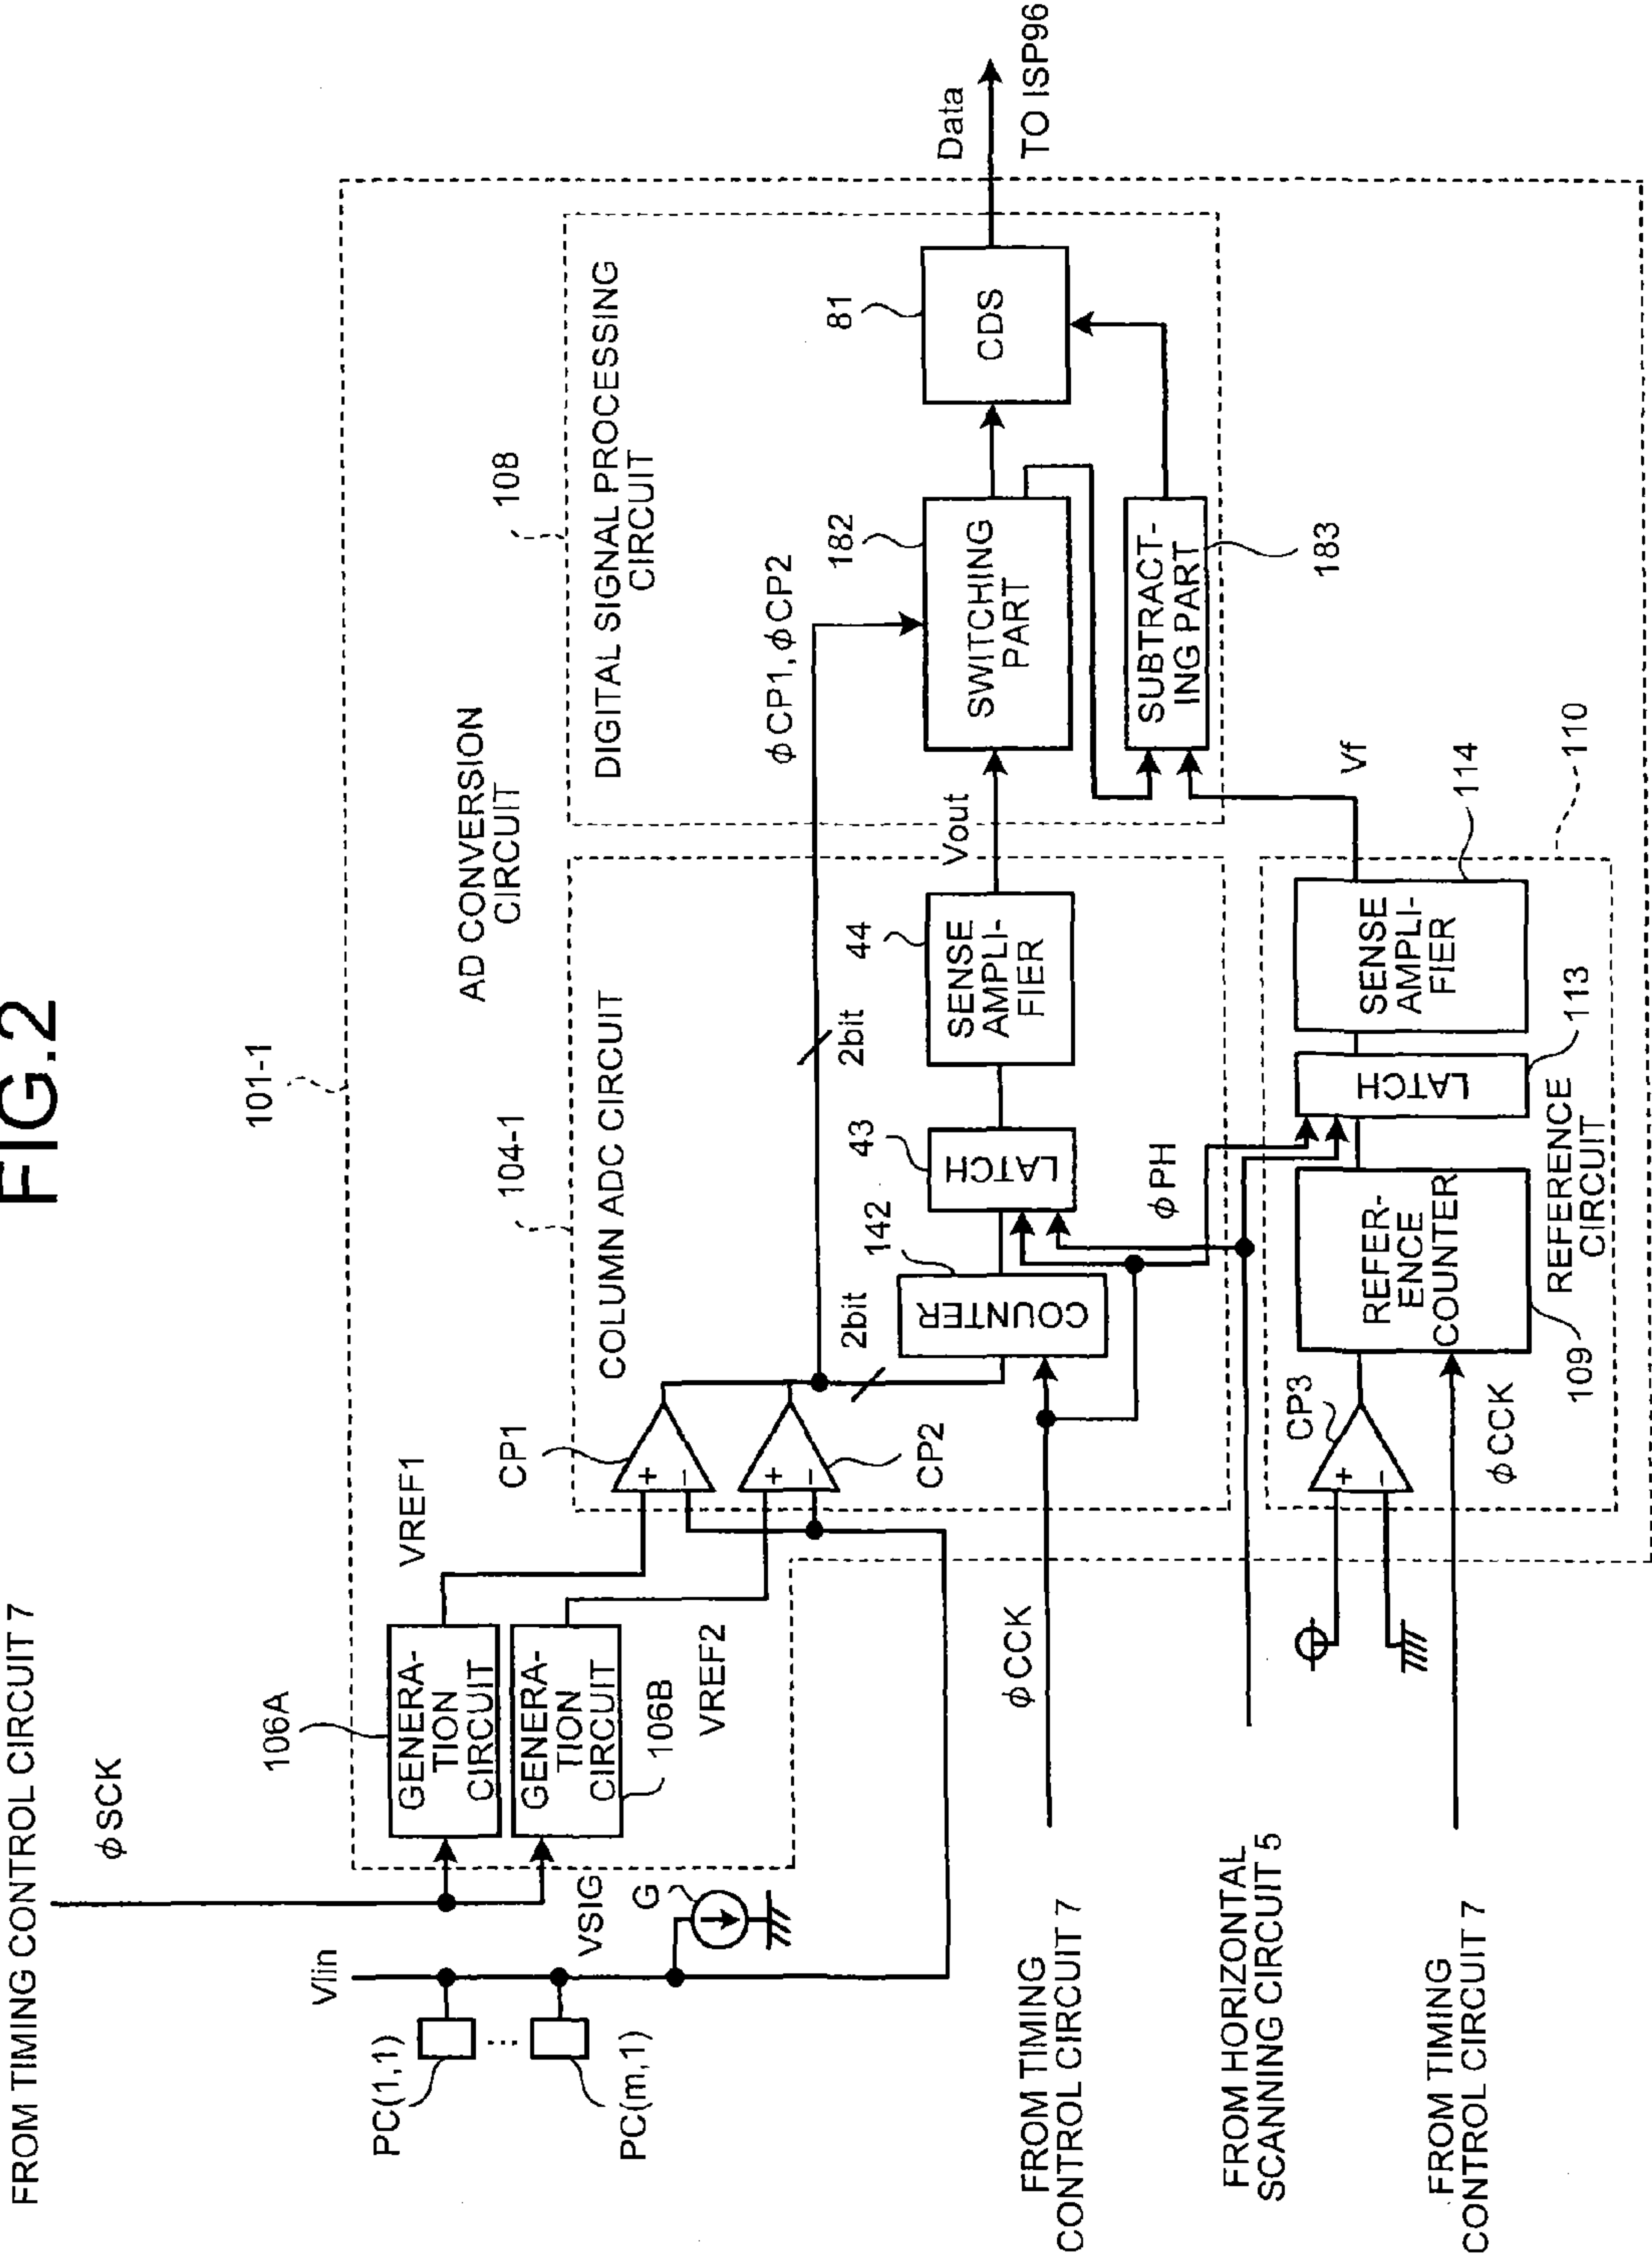 FIG.2
FROM TIMING CONTROL CIRCUIT 7
φSCK
101-1
AD CONVERSION
CIRCUIT
106A
GENERA-
TION
CIRCUIT
VREF1
GENERA-
TION
CIRCUIT
106B
VREF2
Vlin
VSIG
G
PC(1,1)
...
PC(m,1)
104-1
COLUMN ADC CIRCUIT
CP1
+
-
CP2
+
-
2bit
2bit
142
COUNTER
43
LATCH
44
SENSE
AMPLI-
FIER
Vout
φCP1,φCP2
108
DIGITAL SIGNAL PROCESSING
CIRCUIT
182
SWITCHING
PART
81
CDS
Data
TO ISP96
SUBTRACT-
ING PART
183
φCCK
FROM TIMING
CONTROL CIRCUIT 7
φPH
FROM HORIZONTAL
SCANNING CIRCUIT 5
CP3
+
-
REFER-
ENCE
COUNTER
109
LATCH
113
SENSE
AMPLI-
FIER
114
Vf
110
REFERENCE
CIRCUIT
φCCK
FROM TIMING
CONTROL CIRCUIT 7